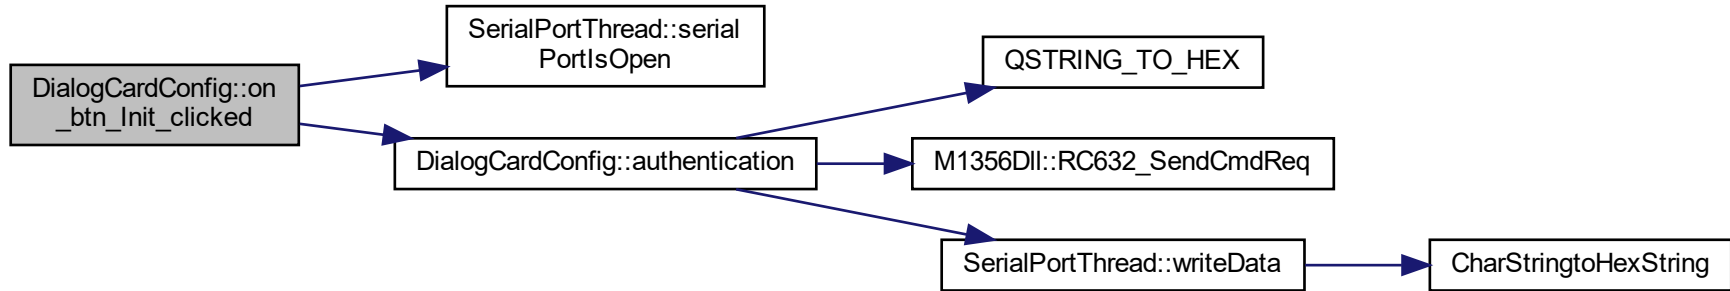 DialogCardConfig::on
_btn_Init_clicked
SerialPortThread::serial
PortIsOpen
DialogCardConfig::authentication
QSTRING_TO_HEX
M1356Dll::RC632_SendCmdReq
SerialPortThread::writeData
CharStringtoHexString